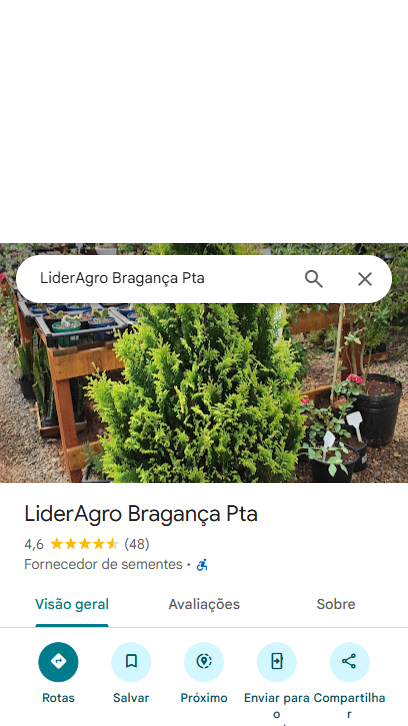 LiderAgro Bragança Pta
LiderAgro Bragança Pta
4,6 (48)
Fornecedor de sementes ·
Visão geral Avaliações Sobre
Rotas Salvar Próximo Enviar para Compartilha
o r